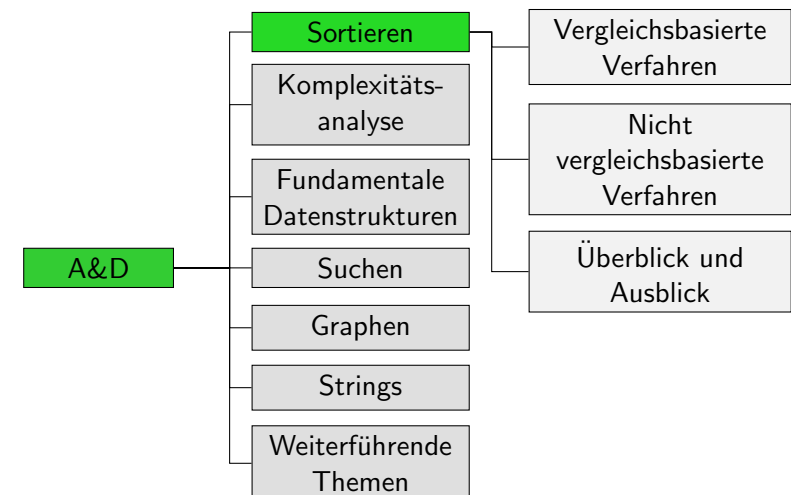 A&D
Sortieren
Komplexitäts-
analyse
Fundamentale
Datenstrukturen
Suchen
Graphen
Strings
Weiterführende
Themen
Vergleichsbasierte
Verfahren
Nicht
vergleichsbasierte
Verfahren
Überblick und
Ausblick